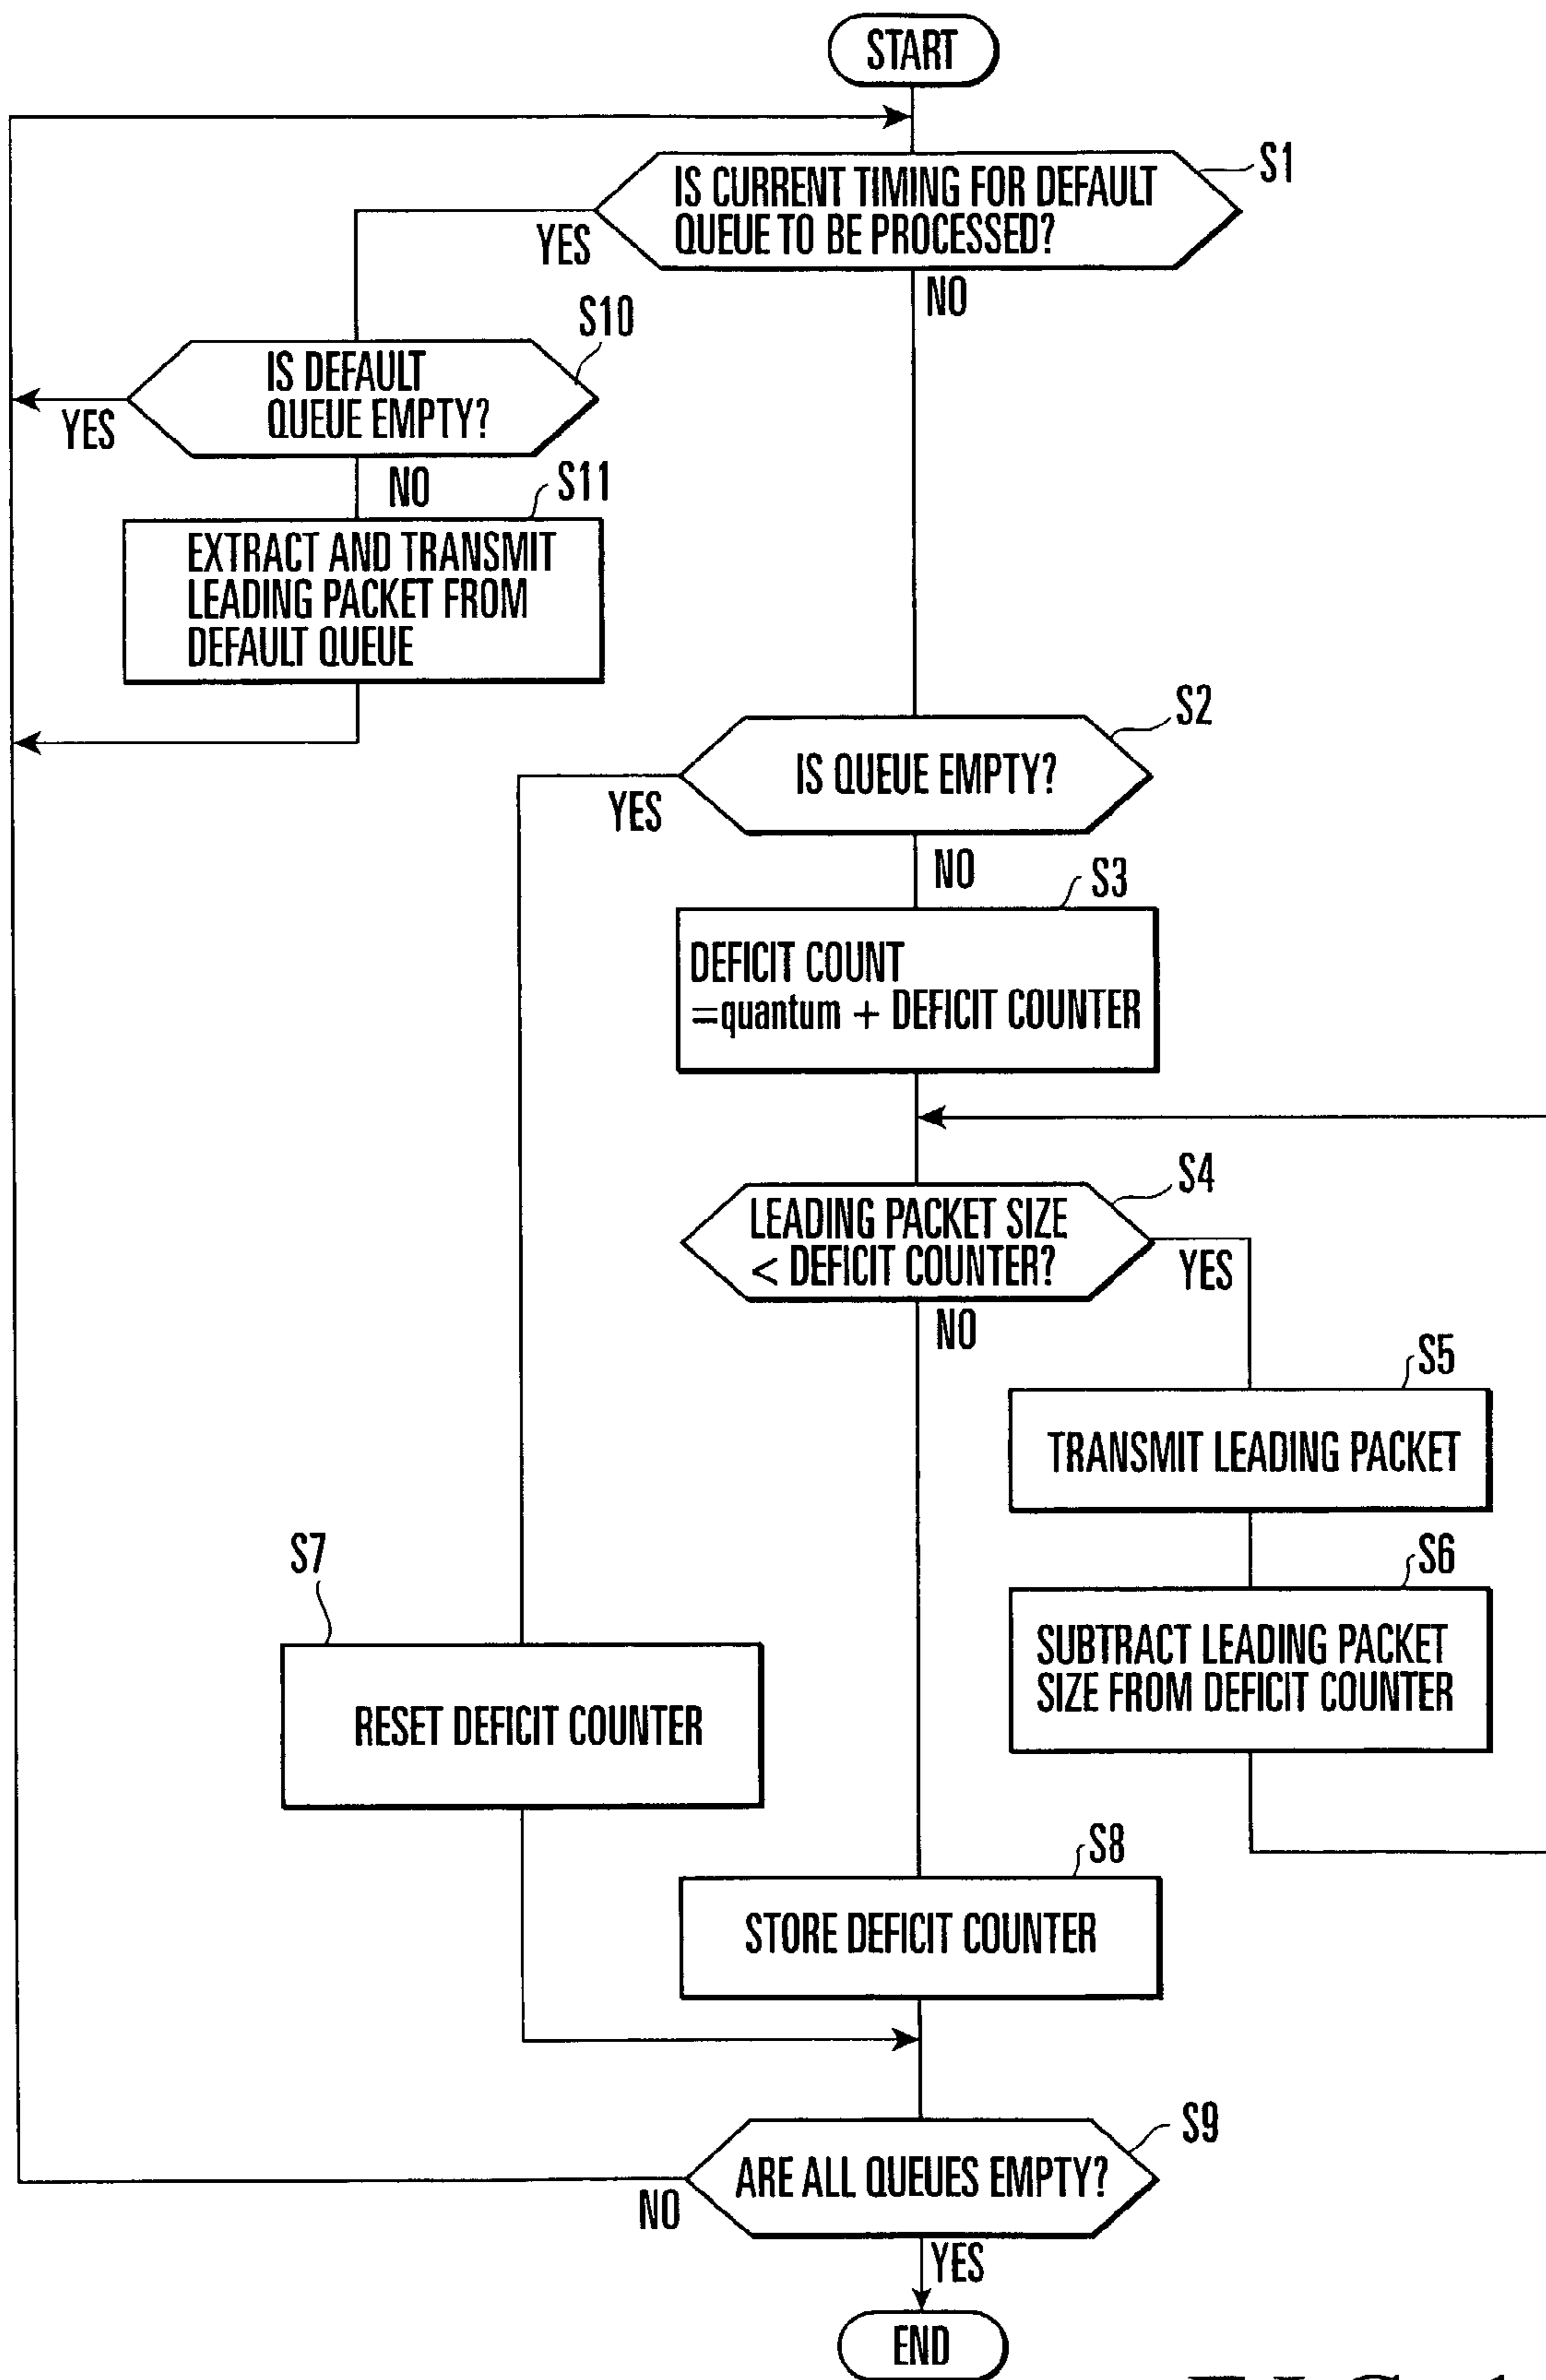 START
S1
IS CURRENT TIMING FOR DEFAULT
QUEUE TO BE PROCESSED?
YES
NO
S10
IS DEFAULT
QUEUE EMPTY?
YES
NO
S11
EXTRACT AND TRANSMIT
LEADING PACKET FROM
DEFAULT QUEUE
S2
IS QUEUE EMPTY?
YES
NO
S3
DEFICIT COUNT
=quantum + DEFICIT COUNTER
S4
LEADING PACKET SIZE
< DEFICIT COUNTER?
YES
NO
S5
TRANSMIT LEADING PACKET
S6
SUBTRACT LEADING PACKET
SIZE FROM DEFICIT COUNTER
S7
RESET DEFICIT COUNTER
S8
STORE DEFICIT COUNTER
S9
ARE ALL QUEUES EMPTY?
NO
YES
END